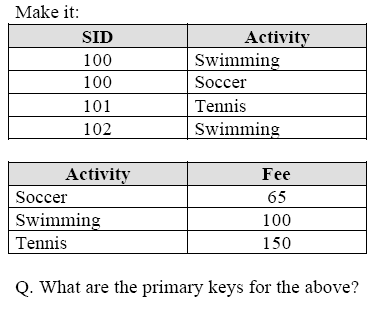 Make it:
SID Activity
100 Swimming
100 Soccer
101 Tennis
102 Swimming
Activity Fee
Soccer 65
Swimming 100
Tennis 150
Q. What are the primary keys for the above?